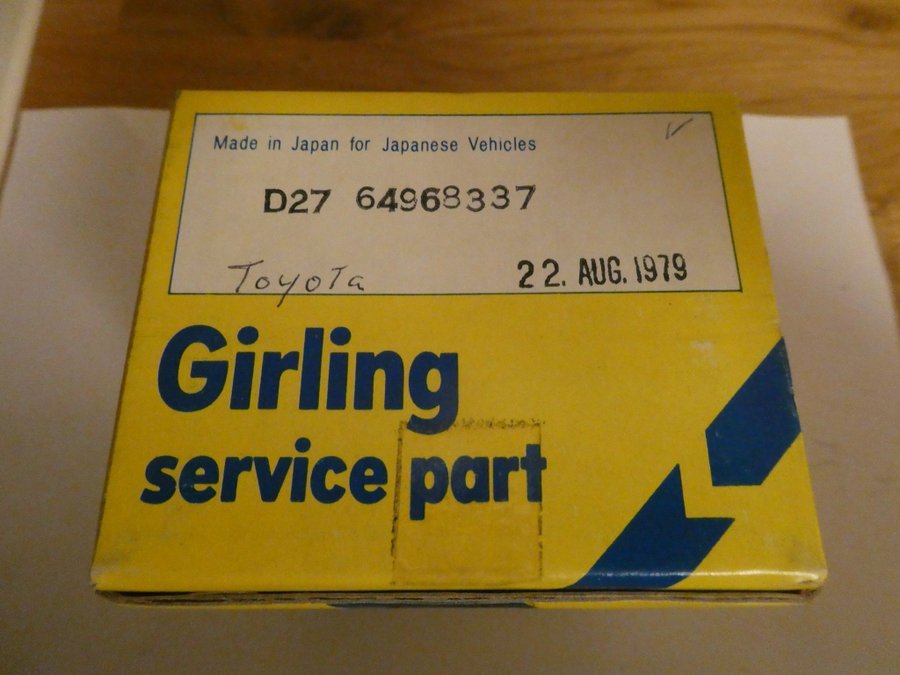 Made in Japan for Japanese Vehicles
D27 64968337
Toyota
22. AUG. 1979
Girling
service part